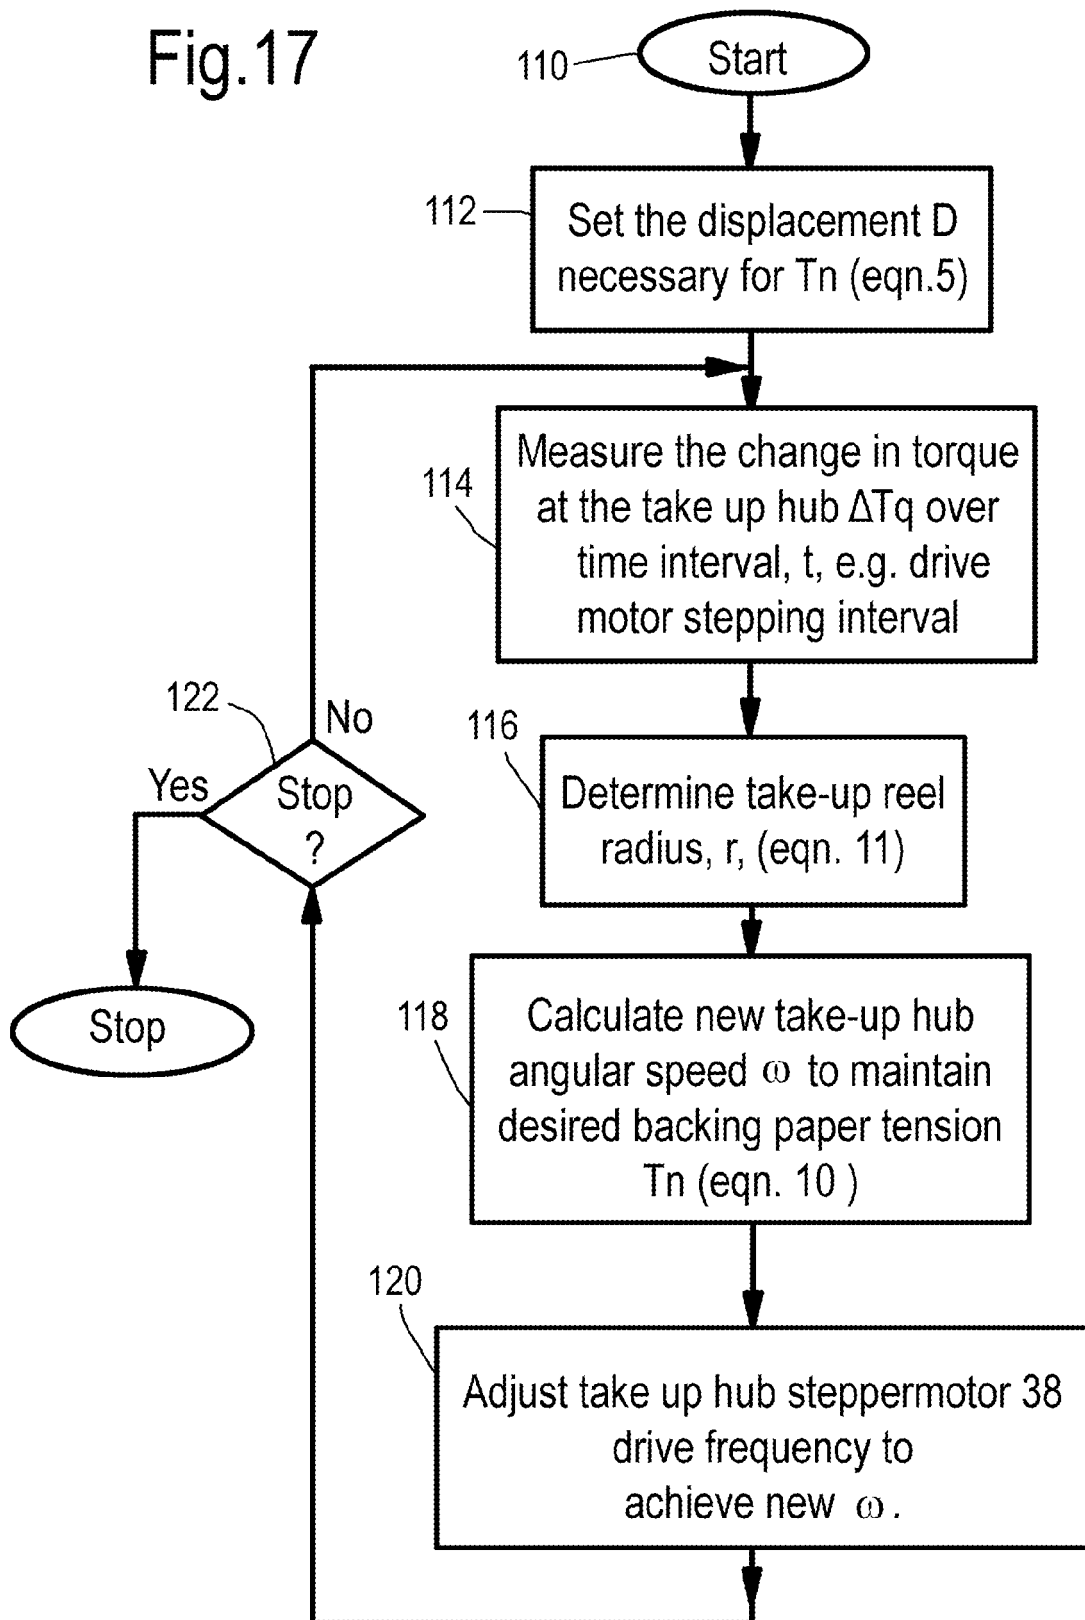 Fig.17
110
Start
112
Set the displacement D
necessary for Tn (eqn.5)
114
Measure the change in torque
at the take up hub ΔTq over
time interval, t, e.g. drive
motor stepping interval
122
No
Yes
Stop
?
116
Determine take-up reel
radius, r, (eqn. 11)
Stop
118
Calculate new take-up hub
angular speed ω to maintain
desired backing paper tension
Tn (eqn. 10 )
120
Adjust take up hub steppermotor 38
drive frequency to
achieve new ω.